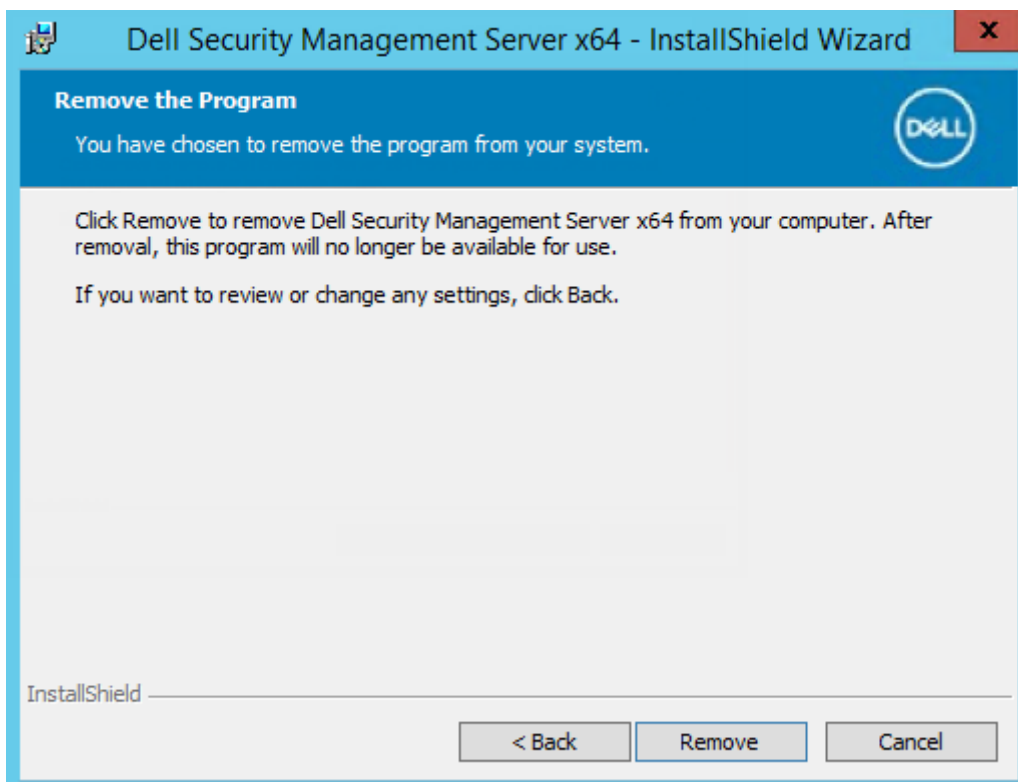 Dell Security Management Server x64 - InstallShield Wizard
x
Remove the Program
You have chosen to remove the program from your system.
DELL
Click Remove to remove Dell Security Management Server x64 from your computer. After
removal, this program will no longer be available for use.
If you want to review or change any settings, click Back.
InstallShield
< Back
Remove
Cancel